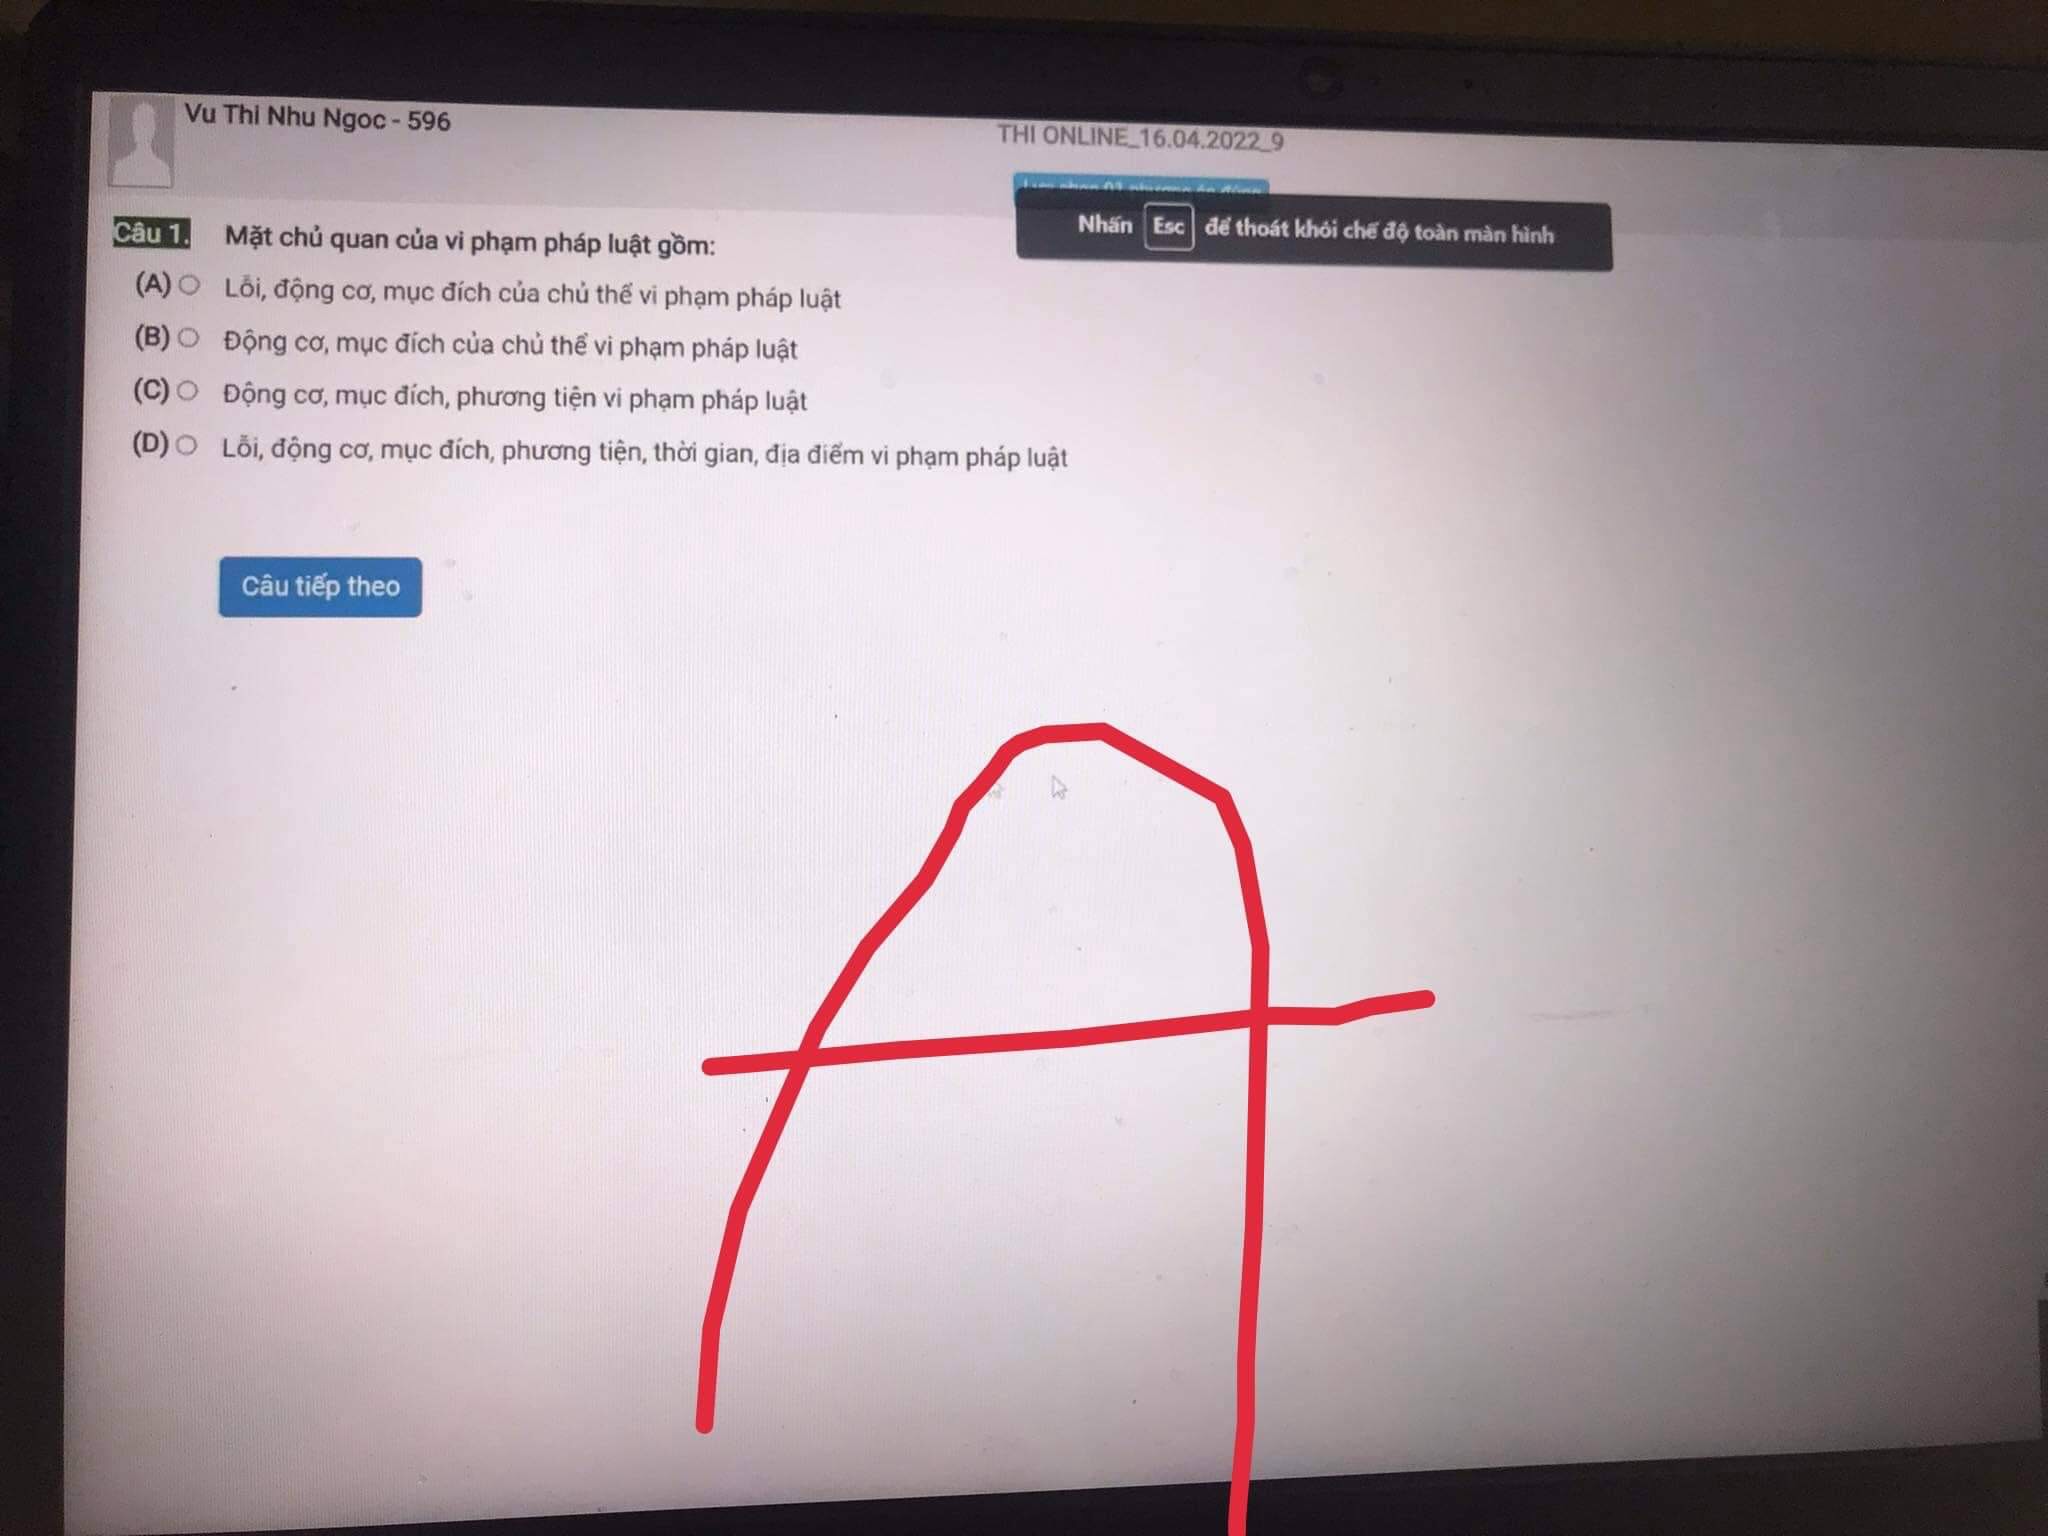 Vu Thi Nhu Ngoc - 596
THI ONLINE_16.04.2022_9
Nhấn Esc để thoát khỏi chế độ toàn màn hình
Câu 1. Mặt chủ quan của vi phạm pháp luật gồm:
(A) Lỗi, động cơ, mục đích của chủ thể vi phạm pháp luật
(B) Động cơ, mục đích của chủ thể vi phạm pháp luật
(C) Động cơ, mục đích, phương tiện vi phạm pháp luật
(D) Lỗi, động cơ, mục đích, phương tiện, thời gian, địa điểm vi phạm pháp luật
Câu tiếp theo
A